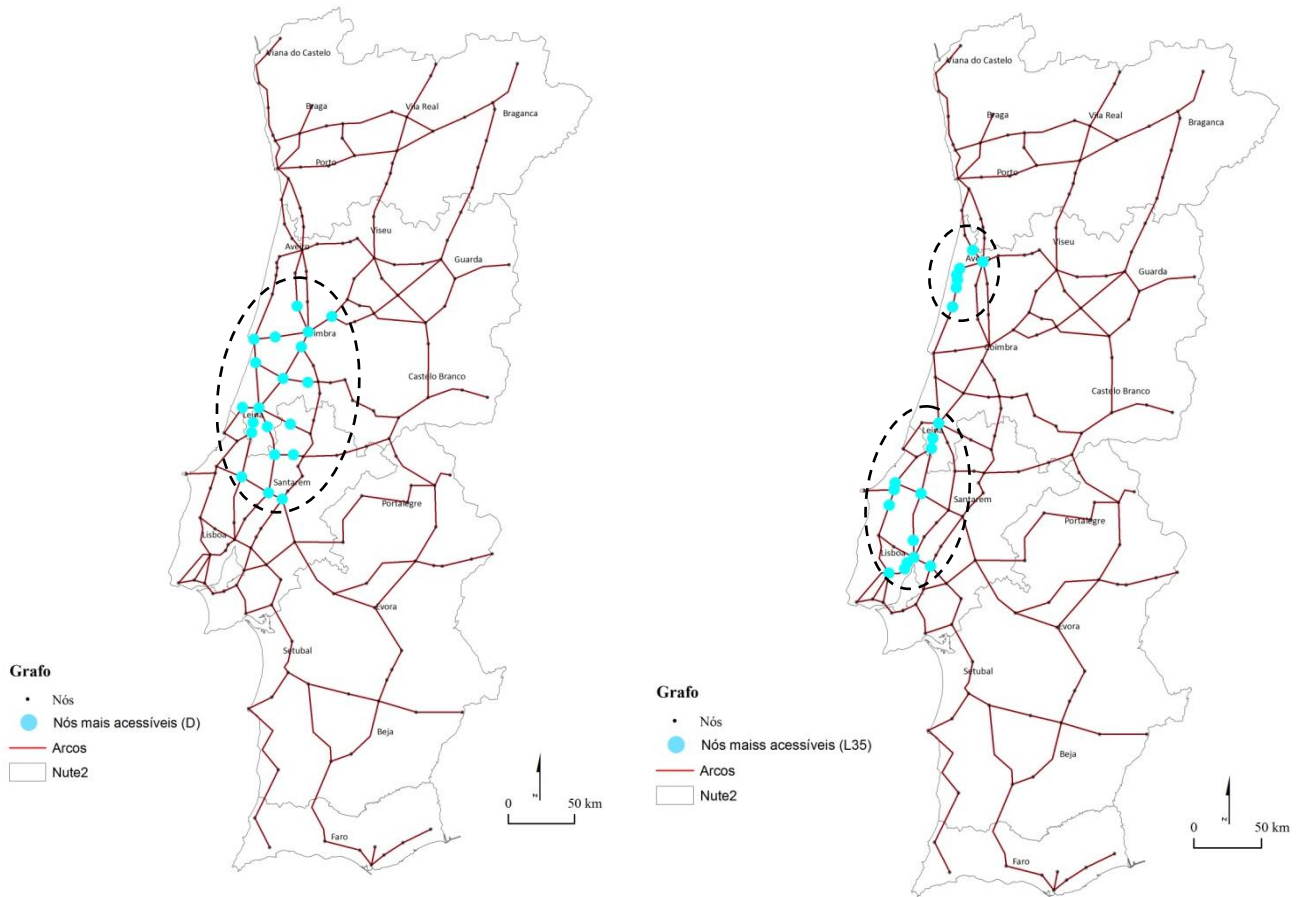 Viana do Castelo
Braga
Vila Real
Braganca
Porto
Viseu
Aveiro
Guarda
imbra
Castelo Branco
Leiria
Santarem
Portalegre
Lisboa
Evora
Setubal
Beja
Faro
Grafo
Nós
Nós mais acessíveis (D)
Arcos
Nute2
z
0 50 km
Viana do Castelo
Braga
Vila Real
Braganca
Porto
Viseu
Aveiro
Guarda
Coimbra
Castelo Branco
Leiria
Santarem
Portalegre
Lisboa
Evora
Setubal
Beja
Faro
Grafo
Nós
Nós maiss acessíveis (L35)
Arcos
Nute2
z
0 50 km